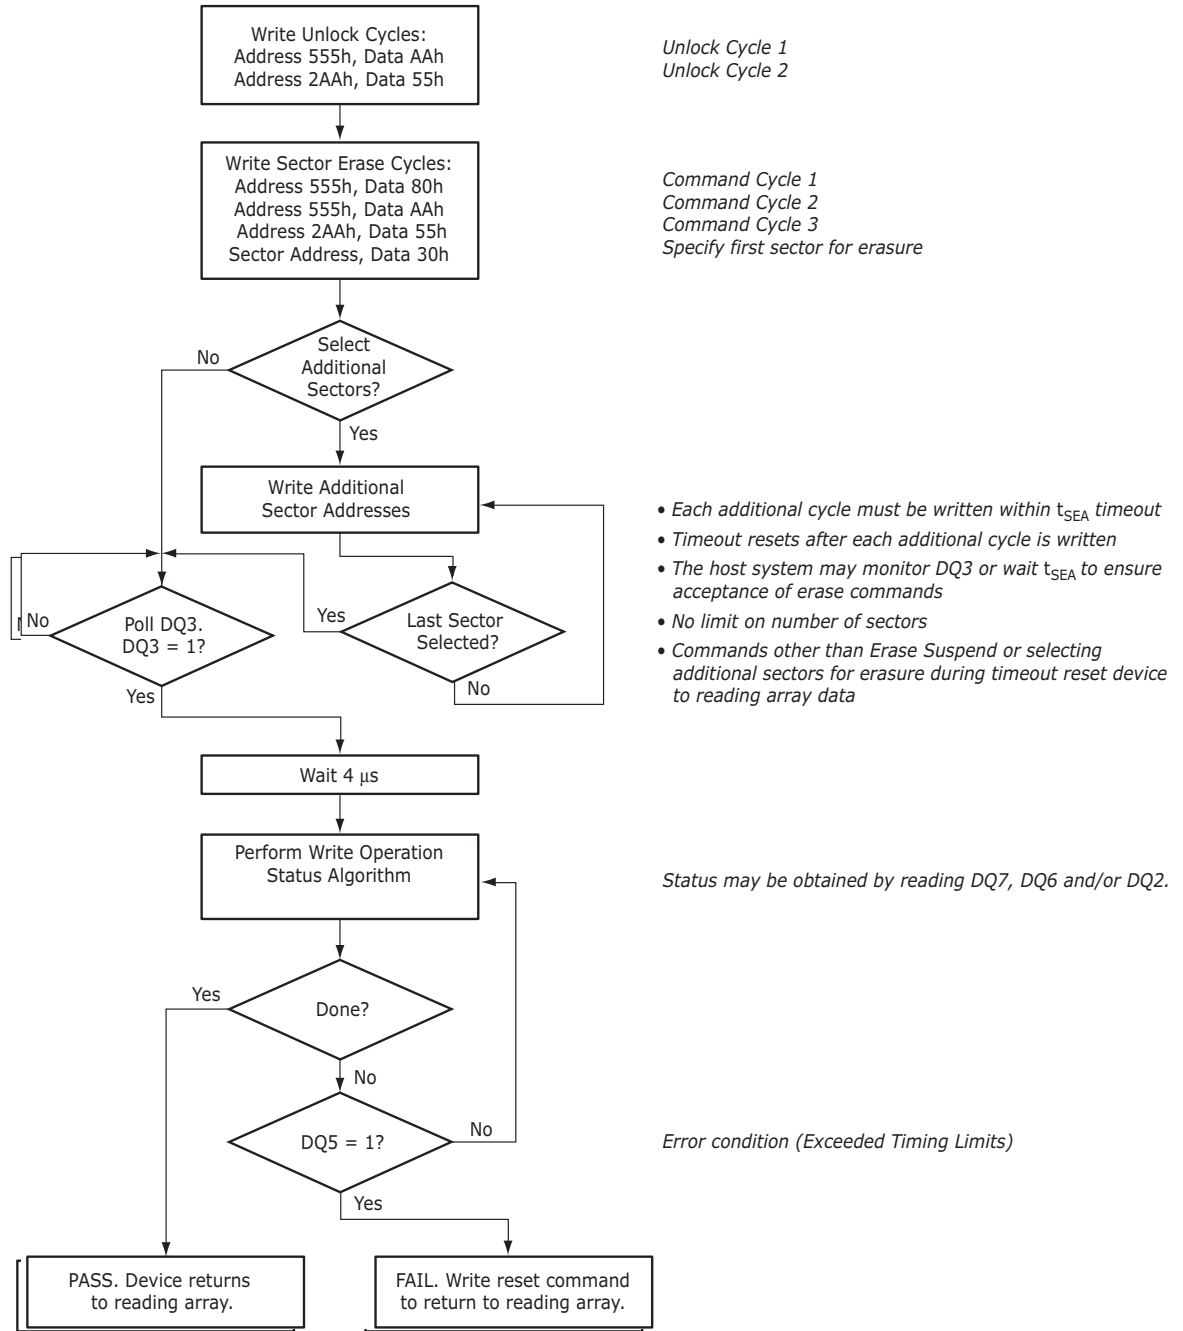 Write Unlock Cycles:
Address 555h, Data AAh
Address 2AAh, Data 55h
Unlock Cycle 1
Unlock Cycle 2
Write Sector Erase Cycles:
Address 555h, Data 80h
Address 555h, Data AAh
Address 2AAh, Data 55h
Sector Address, Data 30h
Command Cycle 1
Command Cycle 2
Command Cycle 3
Specify first sector for erasure
Select
Additional
Sectors?
No
Yes
Write Additional
Sector Addresses
• Each additional cycle must be written within tSEA timeout
• Timeout resets after each additional cycle is written
• The host system may monitor DQ3 or wait tSEA to ensure
acceptance of erase commands
• No limit on number of sectors
• Commands other than Erase Suspend or selecting
additional sectors for erasure during timeout reset device
to reading array data
No
Poll DQ3.
DQ3 = 1?
Yes
Yes
Last Sector
Selected?
No
Wait 4 μs
Perform Write Operation
Status Algorithm
Status may be obtained by reading DQ7, DQ6 and/or DQ2.
Yes
Done?
No
DQ5 = 1?
No
Yes
Error condition (Exceeded Timing Limits)
PASS. Device returns
to reading array.
FAIL. Write reset command
to return to reading array.